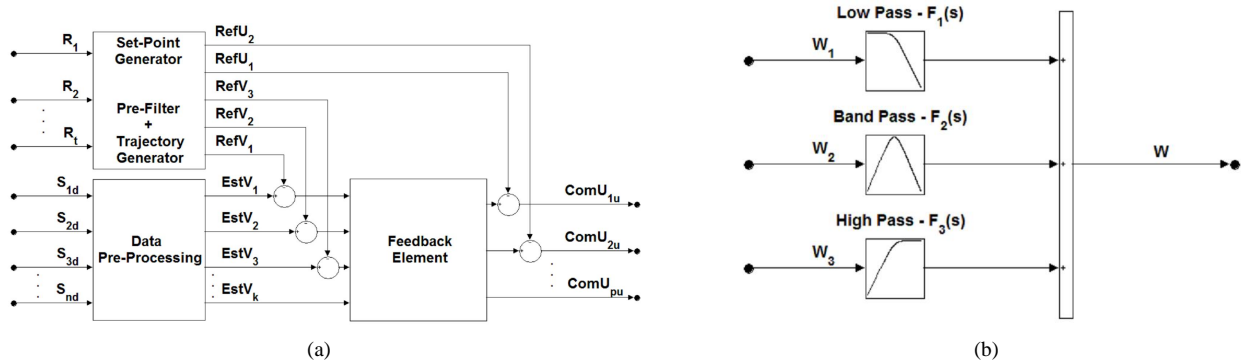 R1
R2
Rt
Set-Point
Generator
Pre-Filter
+
Trajectory
Generator
RefU2
RefU1
RefV3
RefV2
RefV1
S1d
S2d
S3d
Snd
Data
Pre-Processing
EstV1
EstV2
EstV3
EstVk
Feedback
Element
ComU1u
ComU2u
ComUpu
(a)
Low Pass - F1(s)
W1
Band Pass - F2(s)
W2
High Pass - F3(s)
W3
+
+
+
W
(b)